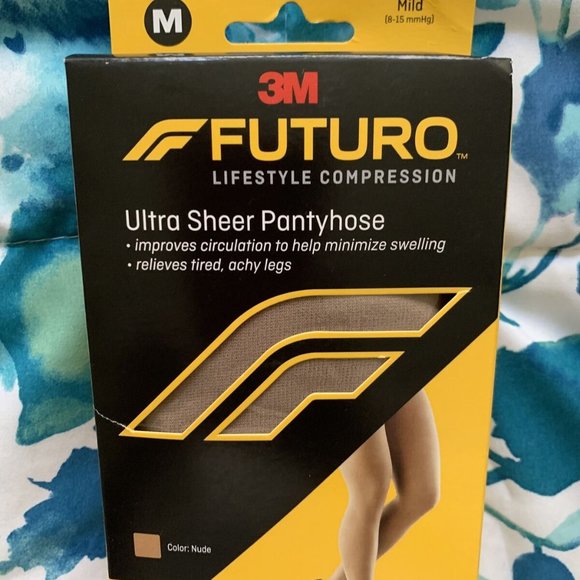 M
Mild
(8-15 mmHg)
3M
FUTURO™
LIFESTYLE COMPRESSION
Ultra Sheer Pantyhose
• improves circulation to help minimize swelling
• relieves tired, achy legs
Color: Nude